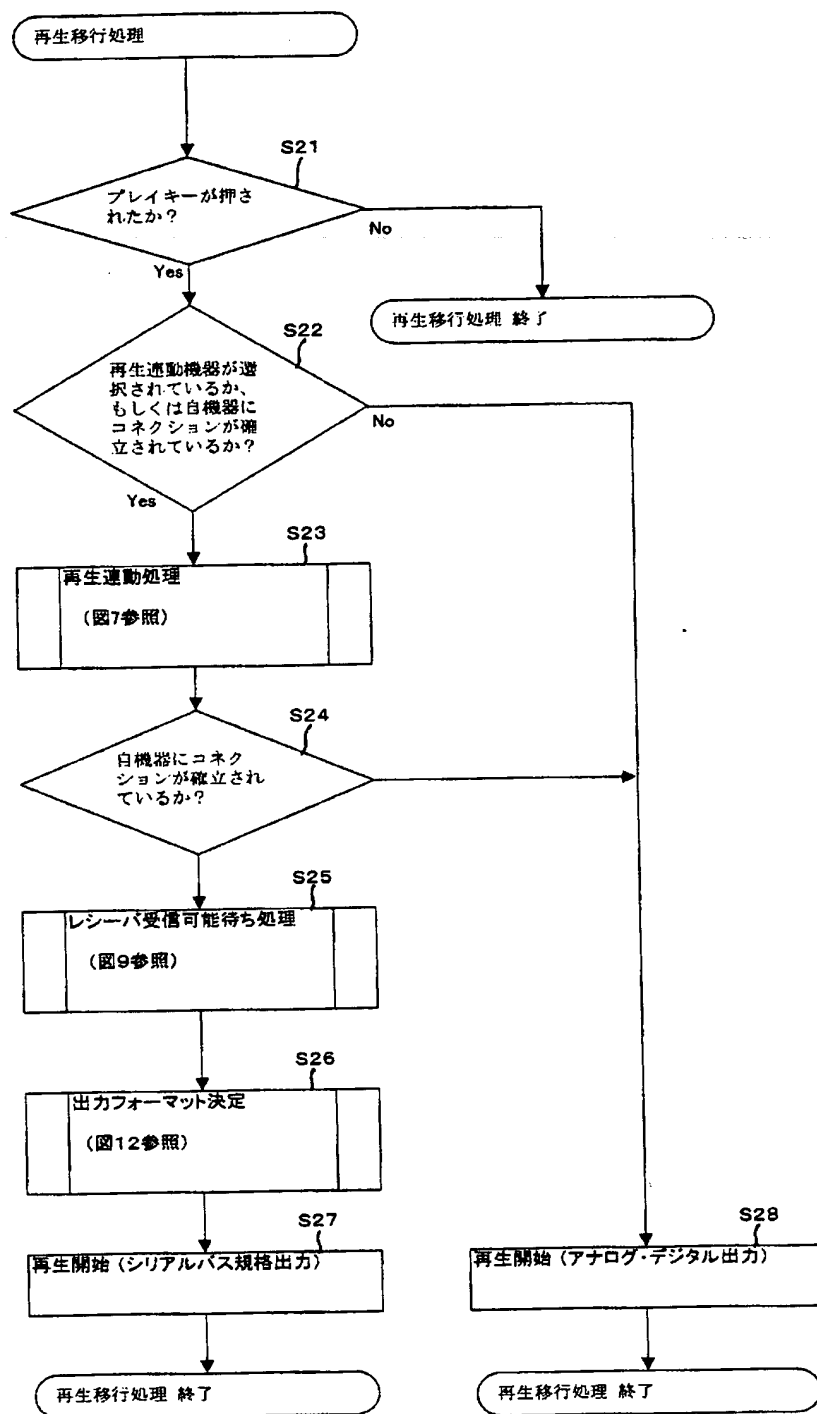 再生移行処理
S21
プレイキーが押さ
れたか？
No
Yes
再生移行処理 終了
S22
再生連動機器が選
択されているか、
もしくは自機器に
コネクションが確
立されているか？
No
Yes
S23
再生連動処理
(図7参照)
S24
自機器にコネク
ションが確立され
ているか？
S25
レシーバ受信可能待ち処理
(図9参照)
S26
出力フォーマット決定
(図12参照)
S27
再生開始（シリアルバス規格出力）
S28
再生開始（アナログ・デジタル出力）
再生移行処理 終了
再生移行処理 終了